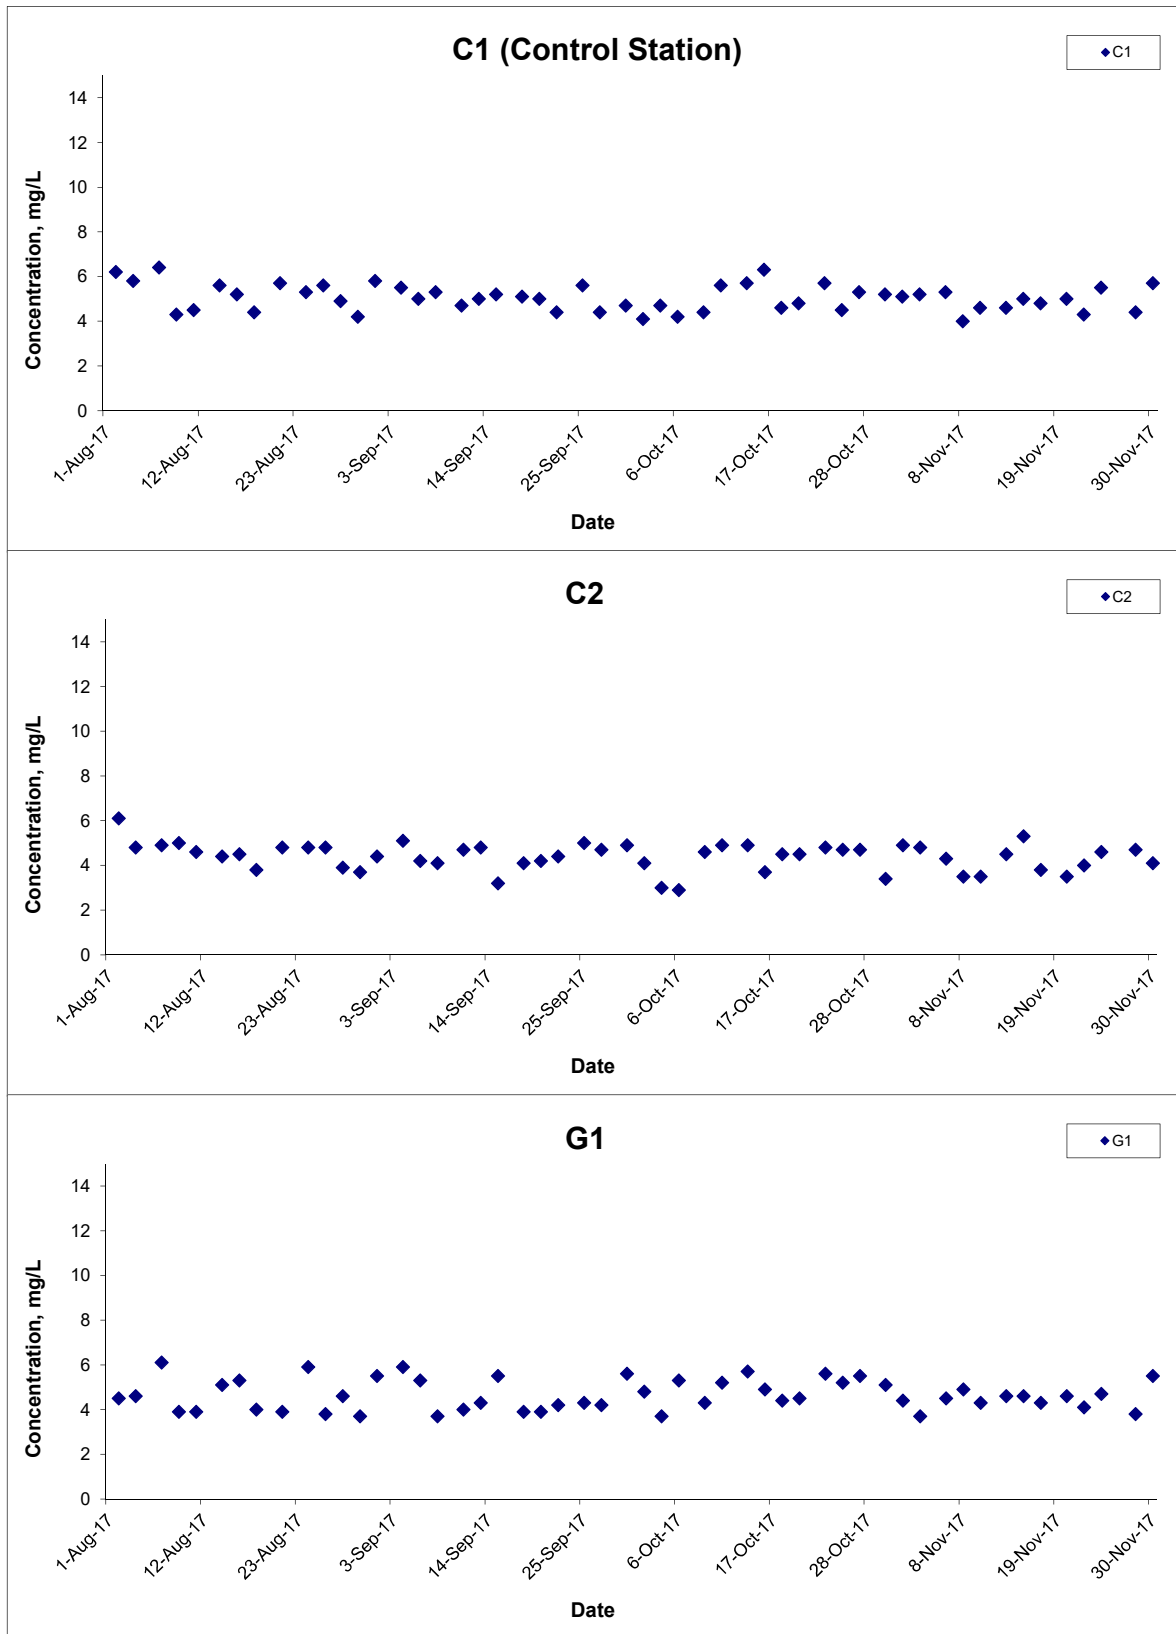 C1 (Control Station)
C1
14
12
10
8
6
4
2
0
Concentration, mg/L
1-Aug-17
12-Aug-17
23-Aug-17
3-Sep-17
14-Sep-17
25-Sep-17
6-Oct-17
17-Oct-17
28-Oct-17
8-Nov-17
19-Nov-17
30-Nov-17
Date
C2
C2
14
12
10
8
6
4
2
0
Concentration, mg/L
1-Aug-17
12-Aug-17
23-Aug-17
3-Sep-17
14-Sep-17
25-Sep-17
6-Oct-17
17-Oct-17
28-Oct-17
8-Nov-17
19-Nov-17
30-Nov-17
Date
G1
G1
14
12
10
8
6
4
2
0
Concentration, mg/L
1-Aug-17
12-Aug-17
23-Aug-17
3-Sep-17
14-Sep-17
25-Sep-17
6-Oct-17
17-Oct-17
28-Oct-17
8-Nov-17
19-Nov-17
30-Nov-17
Date